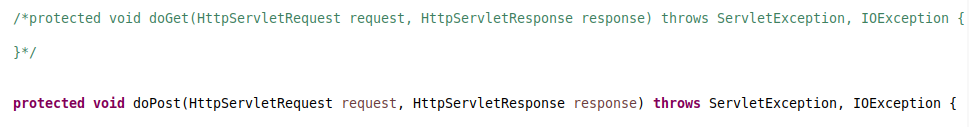 /*protected void doGet(HttpServletRequest request, HttpServletResponse response) throws ServletException, IOException {
}*/
protected void doPost(HttpServletRequest request, HttpServletResponse response) throws ServletException, IOException {